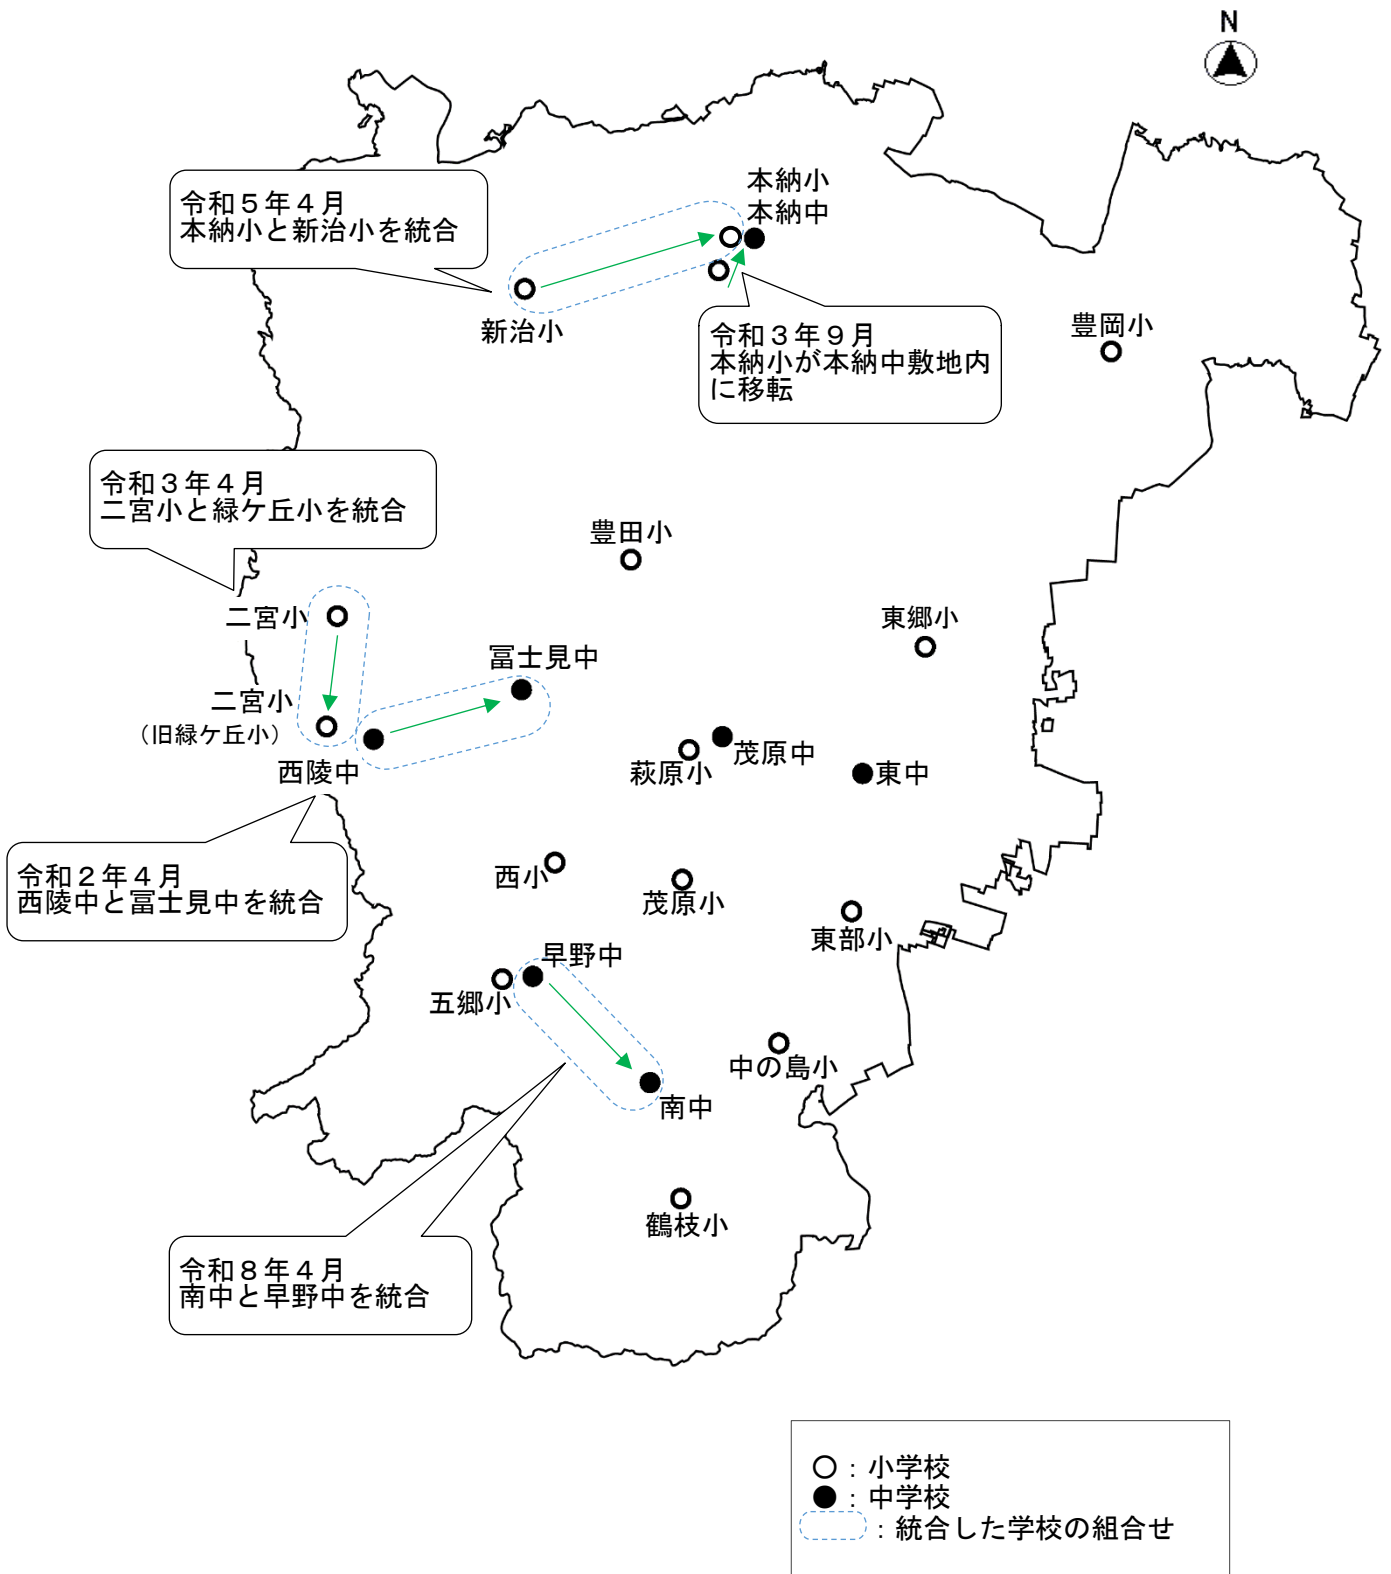 N
本納小
本納中
令和５年４月
本納小と新治小を統合
新治小
令和３年９月
本納小が本納中敷地内
に移転
豊岡小
令和３年４月
二宮小と緑ケ丘小を統合
豊田小
二宮小
東郷小
冨士見中
二宮小
（旧緑ケ丘小）
西陵中
萩原小
茂原中
東中
令和２年４月
西陵中と冨士見中を統合
西小
茂原小
東部小
早野中
五郷小
中の島小
南中
鶴枝小
令和８年４月
南中と早野中を統合
：小学校
：中学校
：統合した学校の組合せ